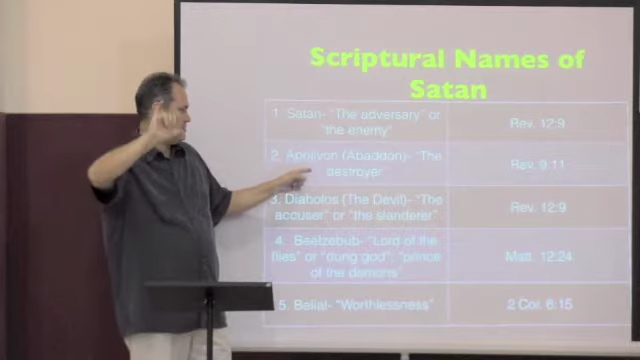 Scriptural Names of
Satan
1. Satan- "The adversary" or
"the enemy"
Rev. 12:9
2. Apollyon (Abaddon)- "The
destroyer"
Rev. 9:11
3. Diabolos (The Devil)- "The
accuser" or "the slanderer"
Rev. 12:9
4. Beelzebub- "Lord of the
flies" or "dung god"; "prince
of the demons"
Matt. 12:24
5. Belial- "Worthlessness"
2 Cor. 6:15